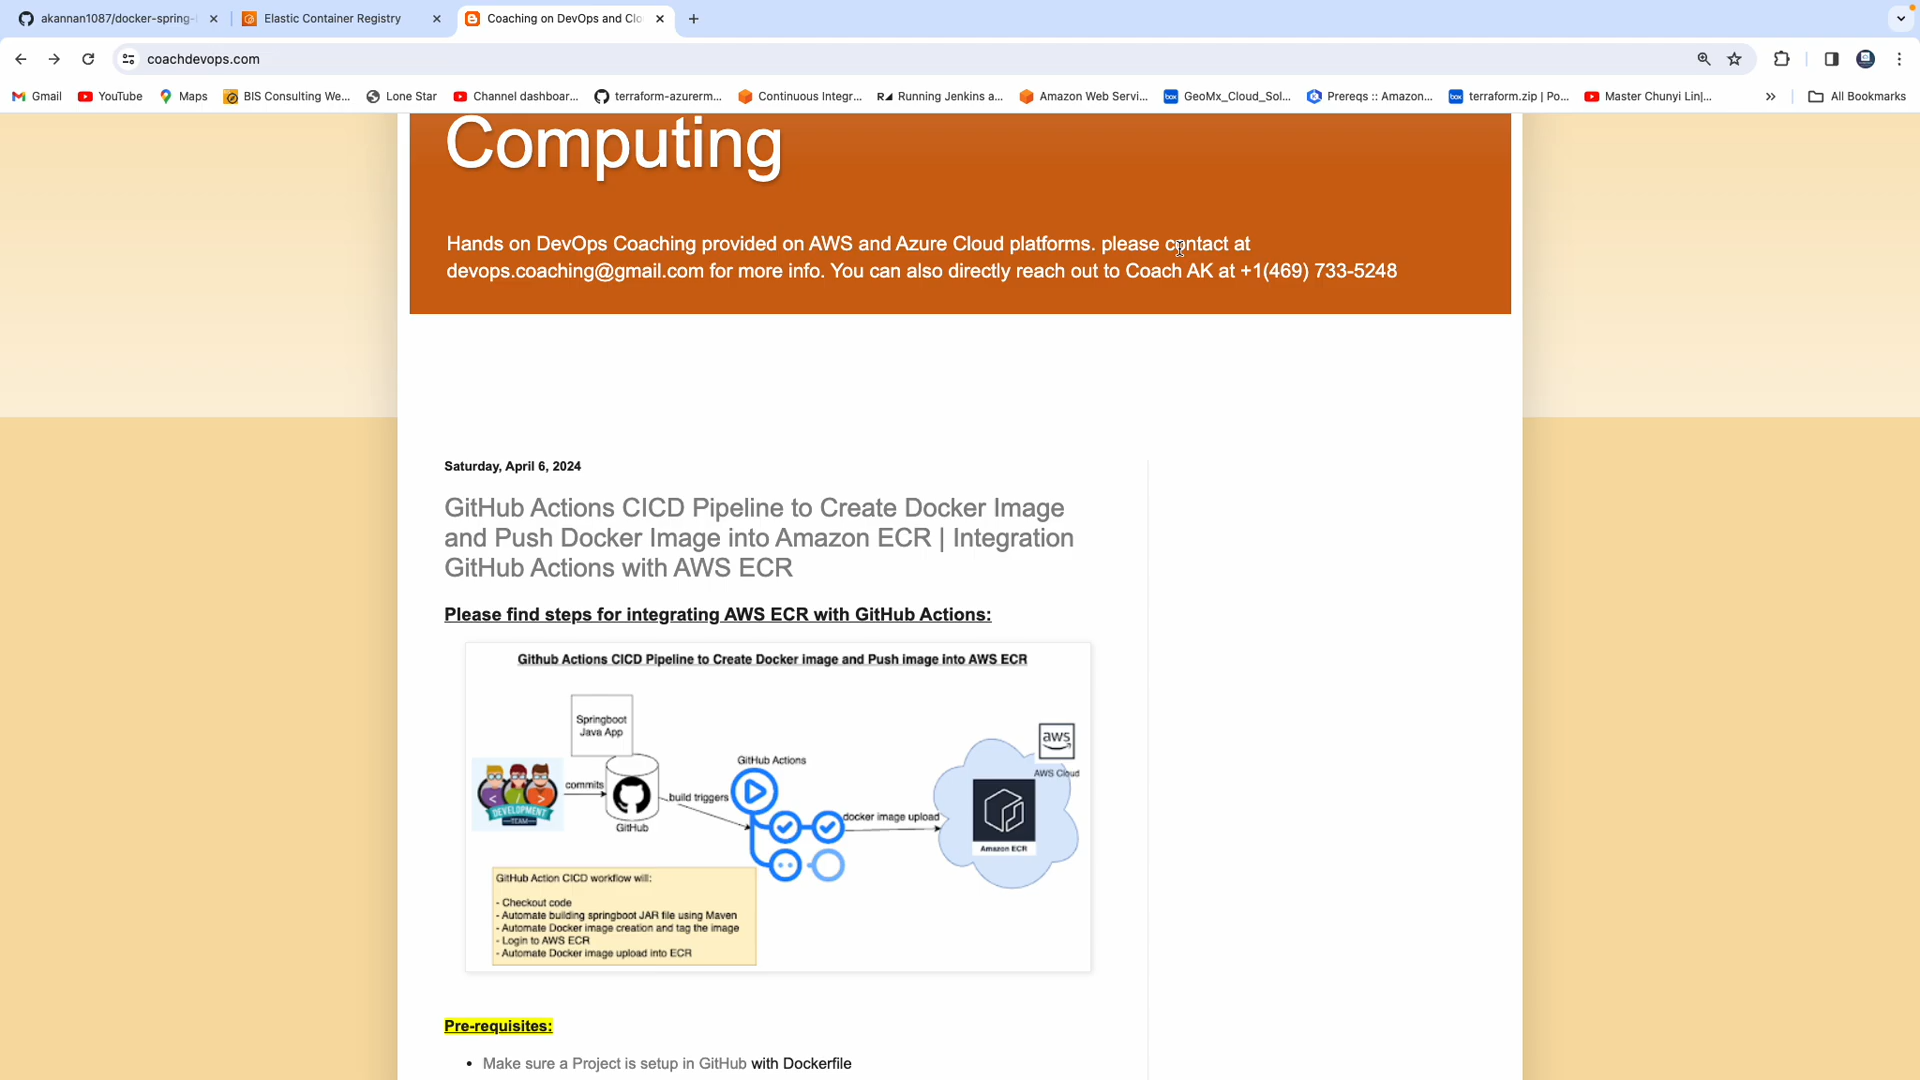 akannan1087/docker-spring-
Elastic Container Registry
Coaching on DevOps and Clo
coachdevops.com
Gmail
YouTube
Maps
BIS Consulting We...
Lone Star
Channel dashboar...
terraform-azurerm...
Continuous Integr...
Running Jenkins a...
Amazon Web Servi...
GeoMx_Cloud_Sol...
Prereqs :: Amazon...
terraform.zip | Po...
Master Chunyi Lin|...
All Bookmarks
Computing
Hands on DevOps Coaching provided on AWS and Azure Cloud platforms. please contact at
devops.coaching@gmail.com for more info. You can also directly reach out to Coach AK at +1(469) 733-5248
Saturday, April 6, 2024
GitHub Actions CICD Pipeline to Create Docker Image
and Push Docker Image into Amazon ECR | Integration
GitHub Actions with AWS ECR
Please find steps for integrating AWS ECR with GitHub Actions:
Github Actions CICD Pipeline to Create Docker image and Push image into AWS ECR
Springboot
Java App
aws
AWS Cloud
GitHub Actions
commits
build triggers
docker image upload
DEVELOPMENT
TEAM
GitHub
Amazon ECR
GitHub Action CICD workflow will:
- Checkout code
- Automate building springboot JAR file using Maven
- Automate Docker image creation and tag the image
- Login to AWS ECR
- Automate Docker image upload into ECR
Pre-requisites:
• Make sure a Project is setup in GitHub with Dockerfile